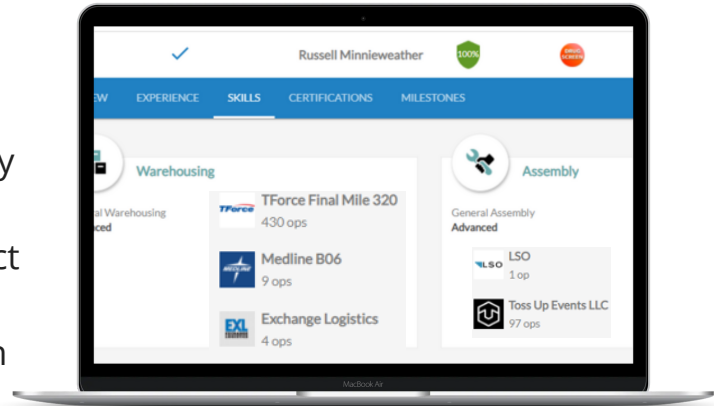 Russell Minnieweather
100%
DRUG
SCREEN
EW EXPERIENCE SKILLS CERTIFICATIONS MILESTONES
Warehousing
al Warehousing
ced
TForce
TForce Final Mile 320
430 ops
MEDLINE
Medline B06
9 ops
EXL
Exchange Logistics
4 ops
Assembly
General Assembly
Advanced
LSO
LSO
1 op
Toss Up Events LLC
97 ops
y
ct
n
MacBook Air